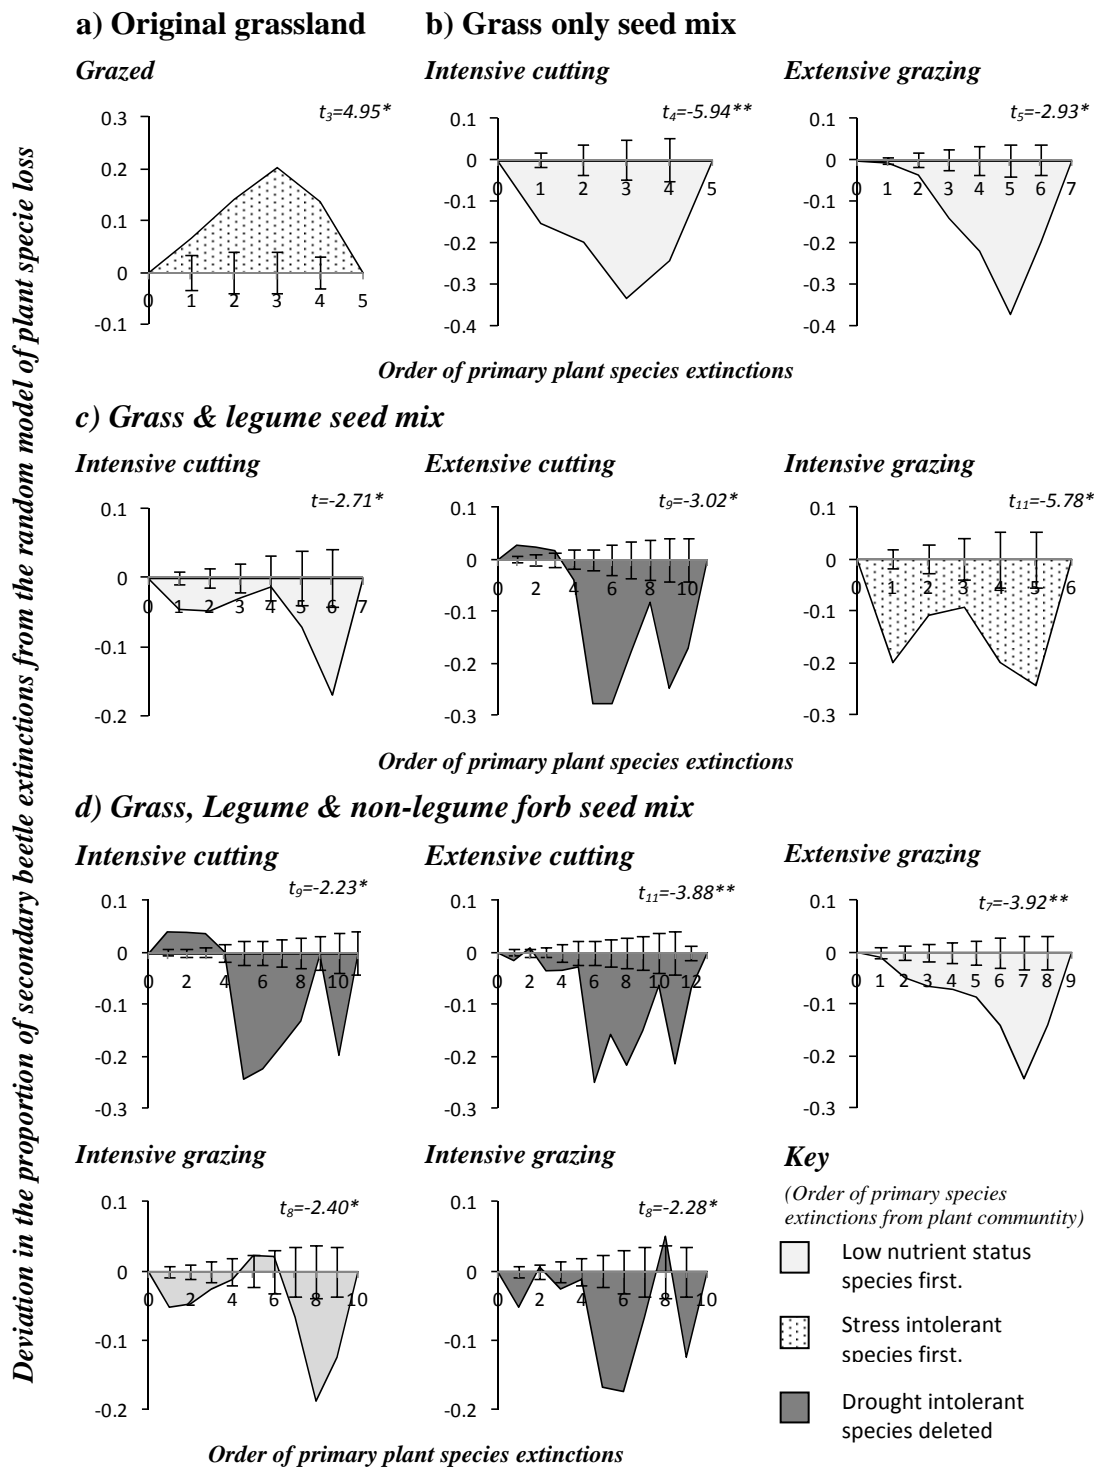 a) Original grassland
b) Grass only seed mix
Grazed
Intensive cutting
Extensive grazing
t3=4.95*
t4=-5.94**
t5=-2.93*
0.3
0.2
0.1
0
-0.1
0 1 2 3 4 5
0.1
0
-0.1
-0.2
-0.3
-0.4
0 1 2 3 4 5
0.1
0
-0.1
-0.2
-0.3
-0.4
0 1 2 3 4 5 6 7
Order of primary plant species extinctions
Deviation in the proportion of secondary beetle extinctions from the random model of plant specie loss
c) Grass & legume seed mix
Intensive cutting
Extensive cutting
Intensive grazing
t=-2.71*
t9=-3.02*
t11=-5.78*
0.1
0
-0.1
-0.2
0 1 2 3 4 5 6 7
0.1
0
-0.1
-0.2
-0.3
0 2 4 6 8 10
0.1
0
-0.1
-0.2
-0.3
0 1 2 3 4 5 6
Order of primary plant species extinctions
d) Grass, Legume & non-legume forb seed mix
Intensive cutting
Extensive cutting
Extensive grazing
t9=-2.23*
t11=-3.88**
t7=-3.92**
0.1
0
-0.1
-0.2
-0.3
0 2 4 6 8 10
0.1
0
-0.1
-0.2
-0.3
0 2 4 6 8 10 12
0.1
0
-0.1
-0.2
-0.3
0 1 2 3 4 5 6 7 8 9
Intensive grazing
Intensive grazing
t8=-2.40*
t8=-2.28*
0.1
0
-0.1
-0.2
0 2 4 6 8 10
0.1
0
-0.1
-0.2
0 2 4 6 8 10
Order of primary plant species extinctions
Key
(Order of primary species
extinctions from plant communtity)
Low nutrient status
species first.
Stress intolerant
species first.
Drought intolerant
species deleted